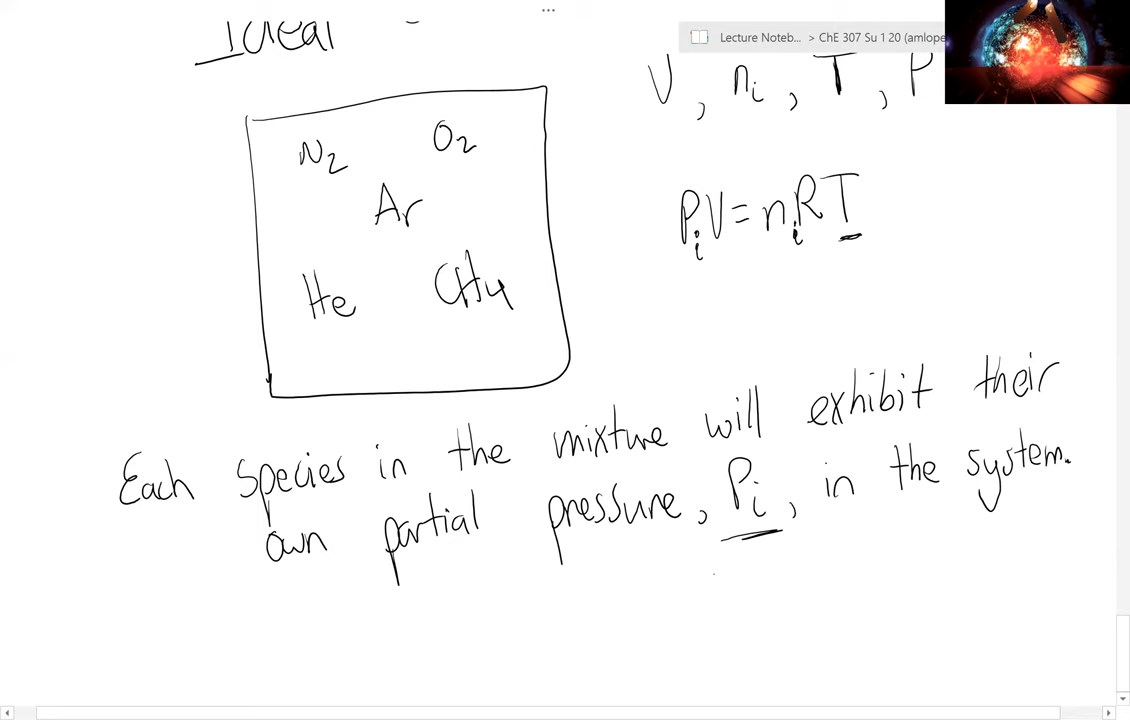 Ideal
Lecture Noteb... > ChE 307 Su 1 20 (amlope
V, ni, T, P
N2 O2
Ar
He CH4
PiV = niRT
Each species in the mixture will exhibit their
own partial pressure, Pi, in the system.